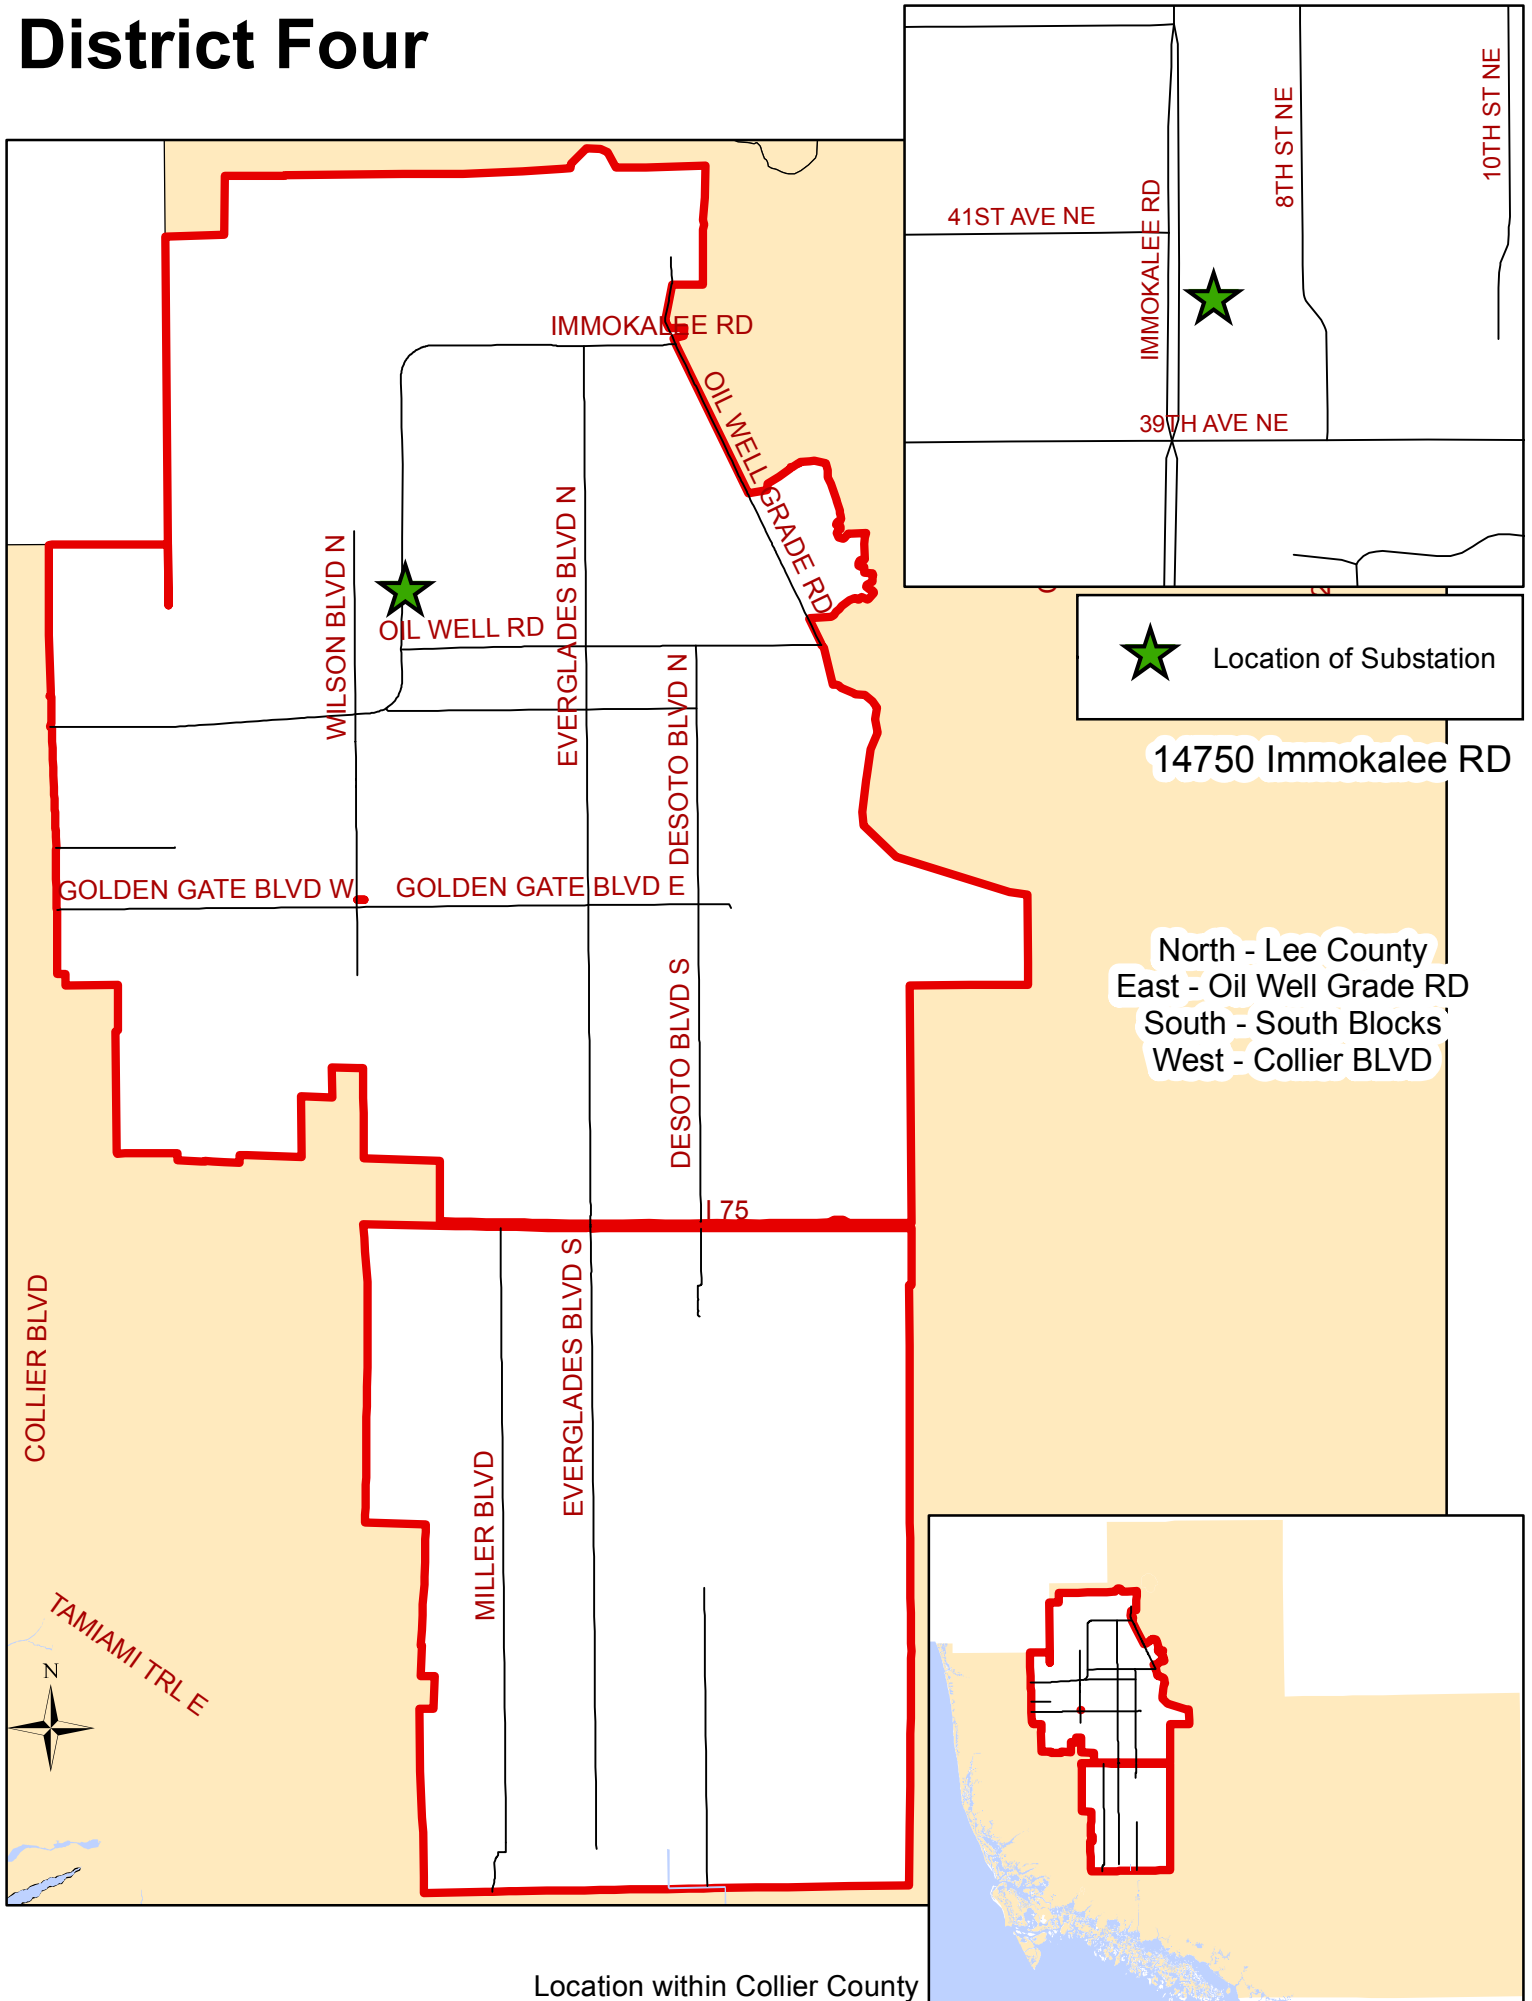 District Four
41ST AVE NE
IMMOKALEE RD
8TH ST NE
10TH ST NE
39TH AVE NE
IMMOKALEE RD
OIL WELL GRADE RD
EVERGLADES BLVD N
WILSON BLVD N
OIL WELL RD
DESOTO BLVD N
Location of Substation
14750 Immokalee RD
GOLDEN GATE BLVD W
GOLDEN GATE BLVD E
North - Lee County
East - Oil Well Grade RD
South - South Blocks
West - Collier BLVD
DESOTO BLVD S
I 75
EVERGLADES BLVD S
COLLIER BLVD
MILLER BLVD
TAMIAMI TRL E
N
Location within Collier County